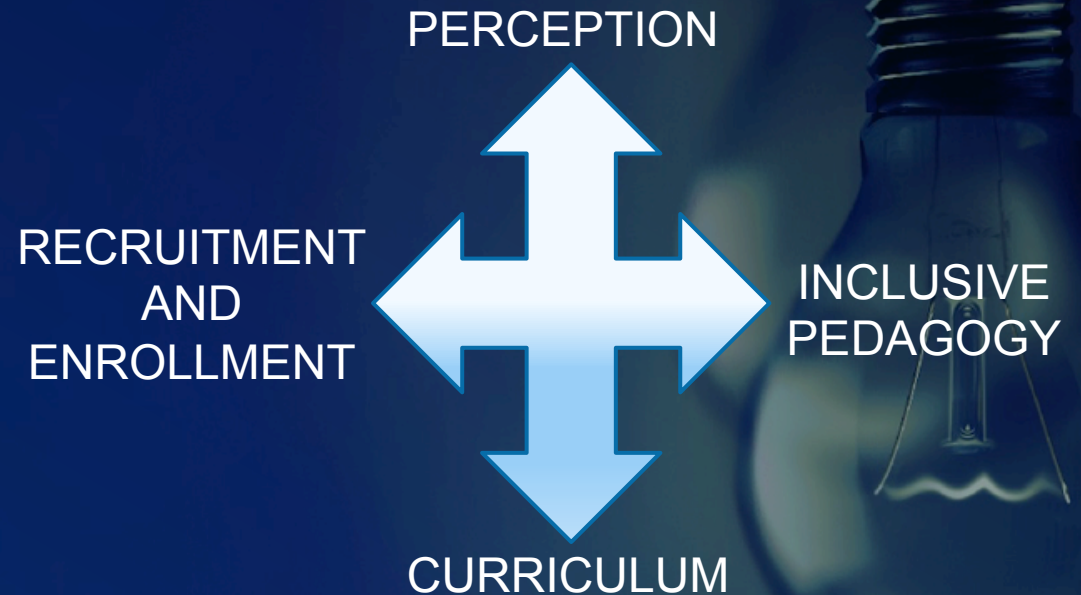 PERCEPTION
RECRUITMENT
AND
ENROLLMENT
INCLUSIVE
PEDAGOGY
CURRICULUM